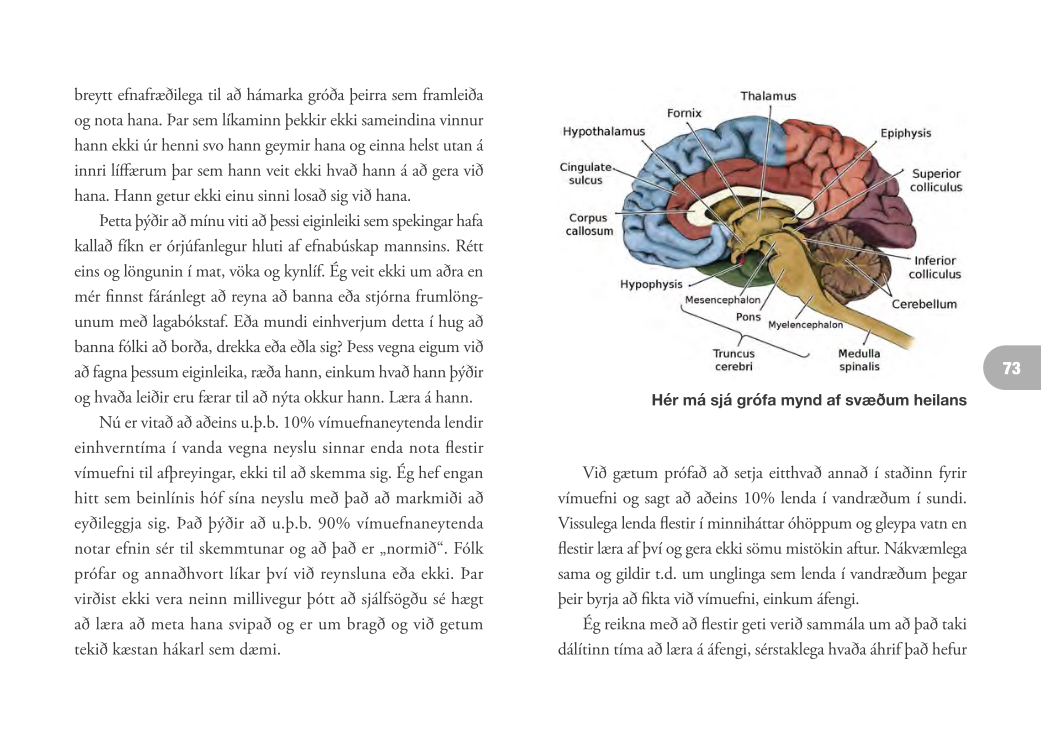 breytt efnafræðilega til að hámarka gróða þeirra sem framleiða
og nota hana. Þar sem líkaminn þekkir ekki sameindina vinnur
hann ekki úr henni svo hann geymir hana og einna helst utan á
innri líffærum þar sem hann veit ekki hvað hann á að gera við
hana. Hann getur ekki einu sinni losað sig við hana.
Þetta þýðir að mínu viti að þessi eiginleiki sem spekingar hafa
kallað fíkn er órjúfanlegur hluti af efnabúskap mannsins. Rétt
eins og löngunin í mat, vöka og kynlíf. Ég veit ekki um aðra en
mér finnst fáránlegt að reyna að banna eða stjórna frumlöng-
unum með lagabókstaf. Eða mundi einhverjum detta í hug að
banna fólki að borða, drekka eða eðla sig? Þess vegna eigum við
að fagna þessum eiginleika, ræða hann, einkum hvað hann þýðir
og hvaða leiðir eru færar til að nýta okkur hann. Læra á hann.
Nú er vitað að aðeins u.þ.b. 10% vímuefnaneytenda lendir
einhverntíma í vanda vegna neyslu sinnar enda nota flestir
vímuefni til afþreyingar, ekki til að skemma sig. Ég hef engan
hitt sem beinlínis hóf sína neyslu með það að markmiði að
eyðileggja sig. Það þýðir að u.þ.b. 90% vímuefnaneytenda
notar efnin sér til skemmtunar og að það er „normið“. Fólk
prófar og annaðhvort líkar því við reynsluna eða ekki. Þar
virðist ekki vera neinn millivegur þótt að sjálfsögðu sé hægt
að læra að meta hana svipað og er um bragð og við getum
tekið kæstan hákarl sem dæmi.
Thalamus
Fornix
Hypothalamus
Epiphysis
Cingulate
sulcus
Superior
colliculus
Corpus
callosum
Inferior
colliculus
Hypophysis
Mesencephalon
Cerebellum
Pons
Myelencephalon
Truncus
cerebri
Medulla
spinalis
73
Hér má sjá grófa mynd af svæðum heilans
Við gætum prófað að setja eitthvað annað í staðinn fyrir
vímuefni og sagt að aðeins 10% lenda í vandræðum í sundi.
Vissulega lenda flestir í minniháttar óhöppum og gleypa vatn en
flestir læra af því og gera ekki sömu mistökin aftur. Nákvæmlega
sama og gildir t.d. um unglinga sem lenda í vandræðum þegar
þeir byrja að fikta við vímuefni, einkum áfengi.
Ég reikna með að flestir geti verið sammála um að það taki
dálítinn tíma að læra á áfengi, sérstaklega hvaða áhrif það hefur